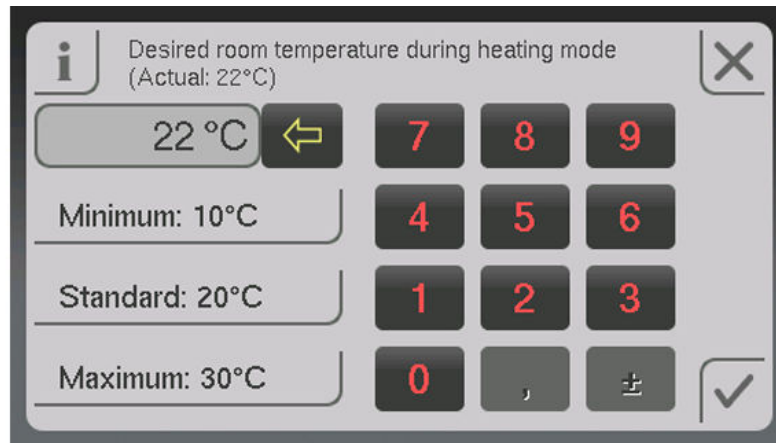 i
Desired room temperature during heating mode
(Actual: 22°C)
22 °C
7 8 9
Minimum: 10°C
4 5 6
Standard: 20°C
1 2 3
Maximum: 30°C
0 , ±